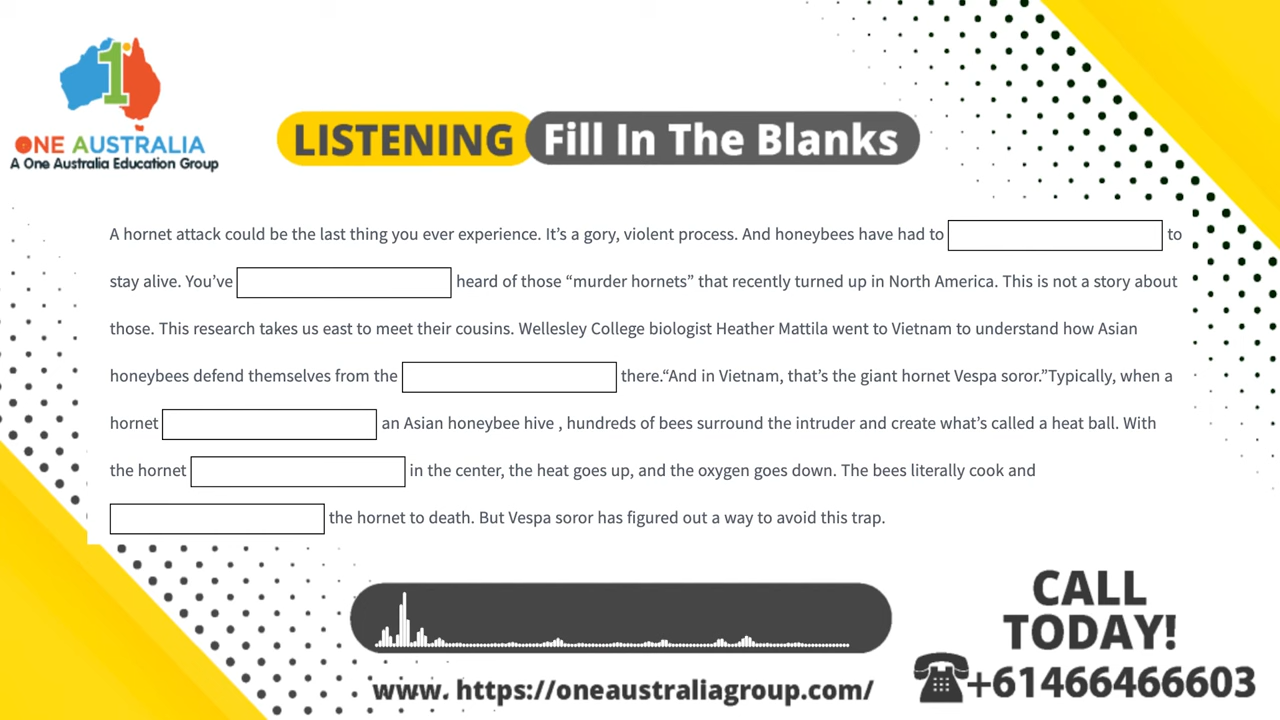 1
ONE AUSTRALIA
A One Australia Education Group
LISTENING Fill In The Blanks
A hornet attack could be the last thing you ever experience. It’s a gory, violent process. And honeybees have had to to
stay alive. You’ve heard of those “murder hornets” that recently turned up in North America. This is not a story about
those. This research takes us east to meet their cousins. Wellesley College biologist Heather Mattila went to Vietnam to understand how Asian
honeybees defend themselves from the there.“And in Vietnam, that’s the giant hornet Vespa soror.”Typically, when a
hornet an Asian honeybee hive , hundreds of bees surround the intruder and create what’s called a heat ball. With
the hornet in the center, the heat goes up, and the oxygen goes down. The bees literally cook and
the hornet to death. But Vespa soror has figured out a way to avoid this trap.
CALL
TODAY!
+61466466603
www. https://oneaustraliagroup.com/